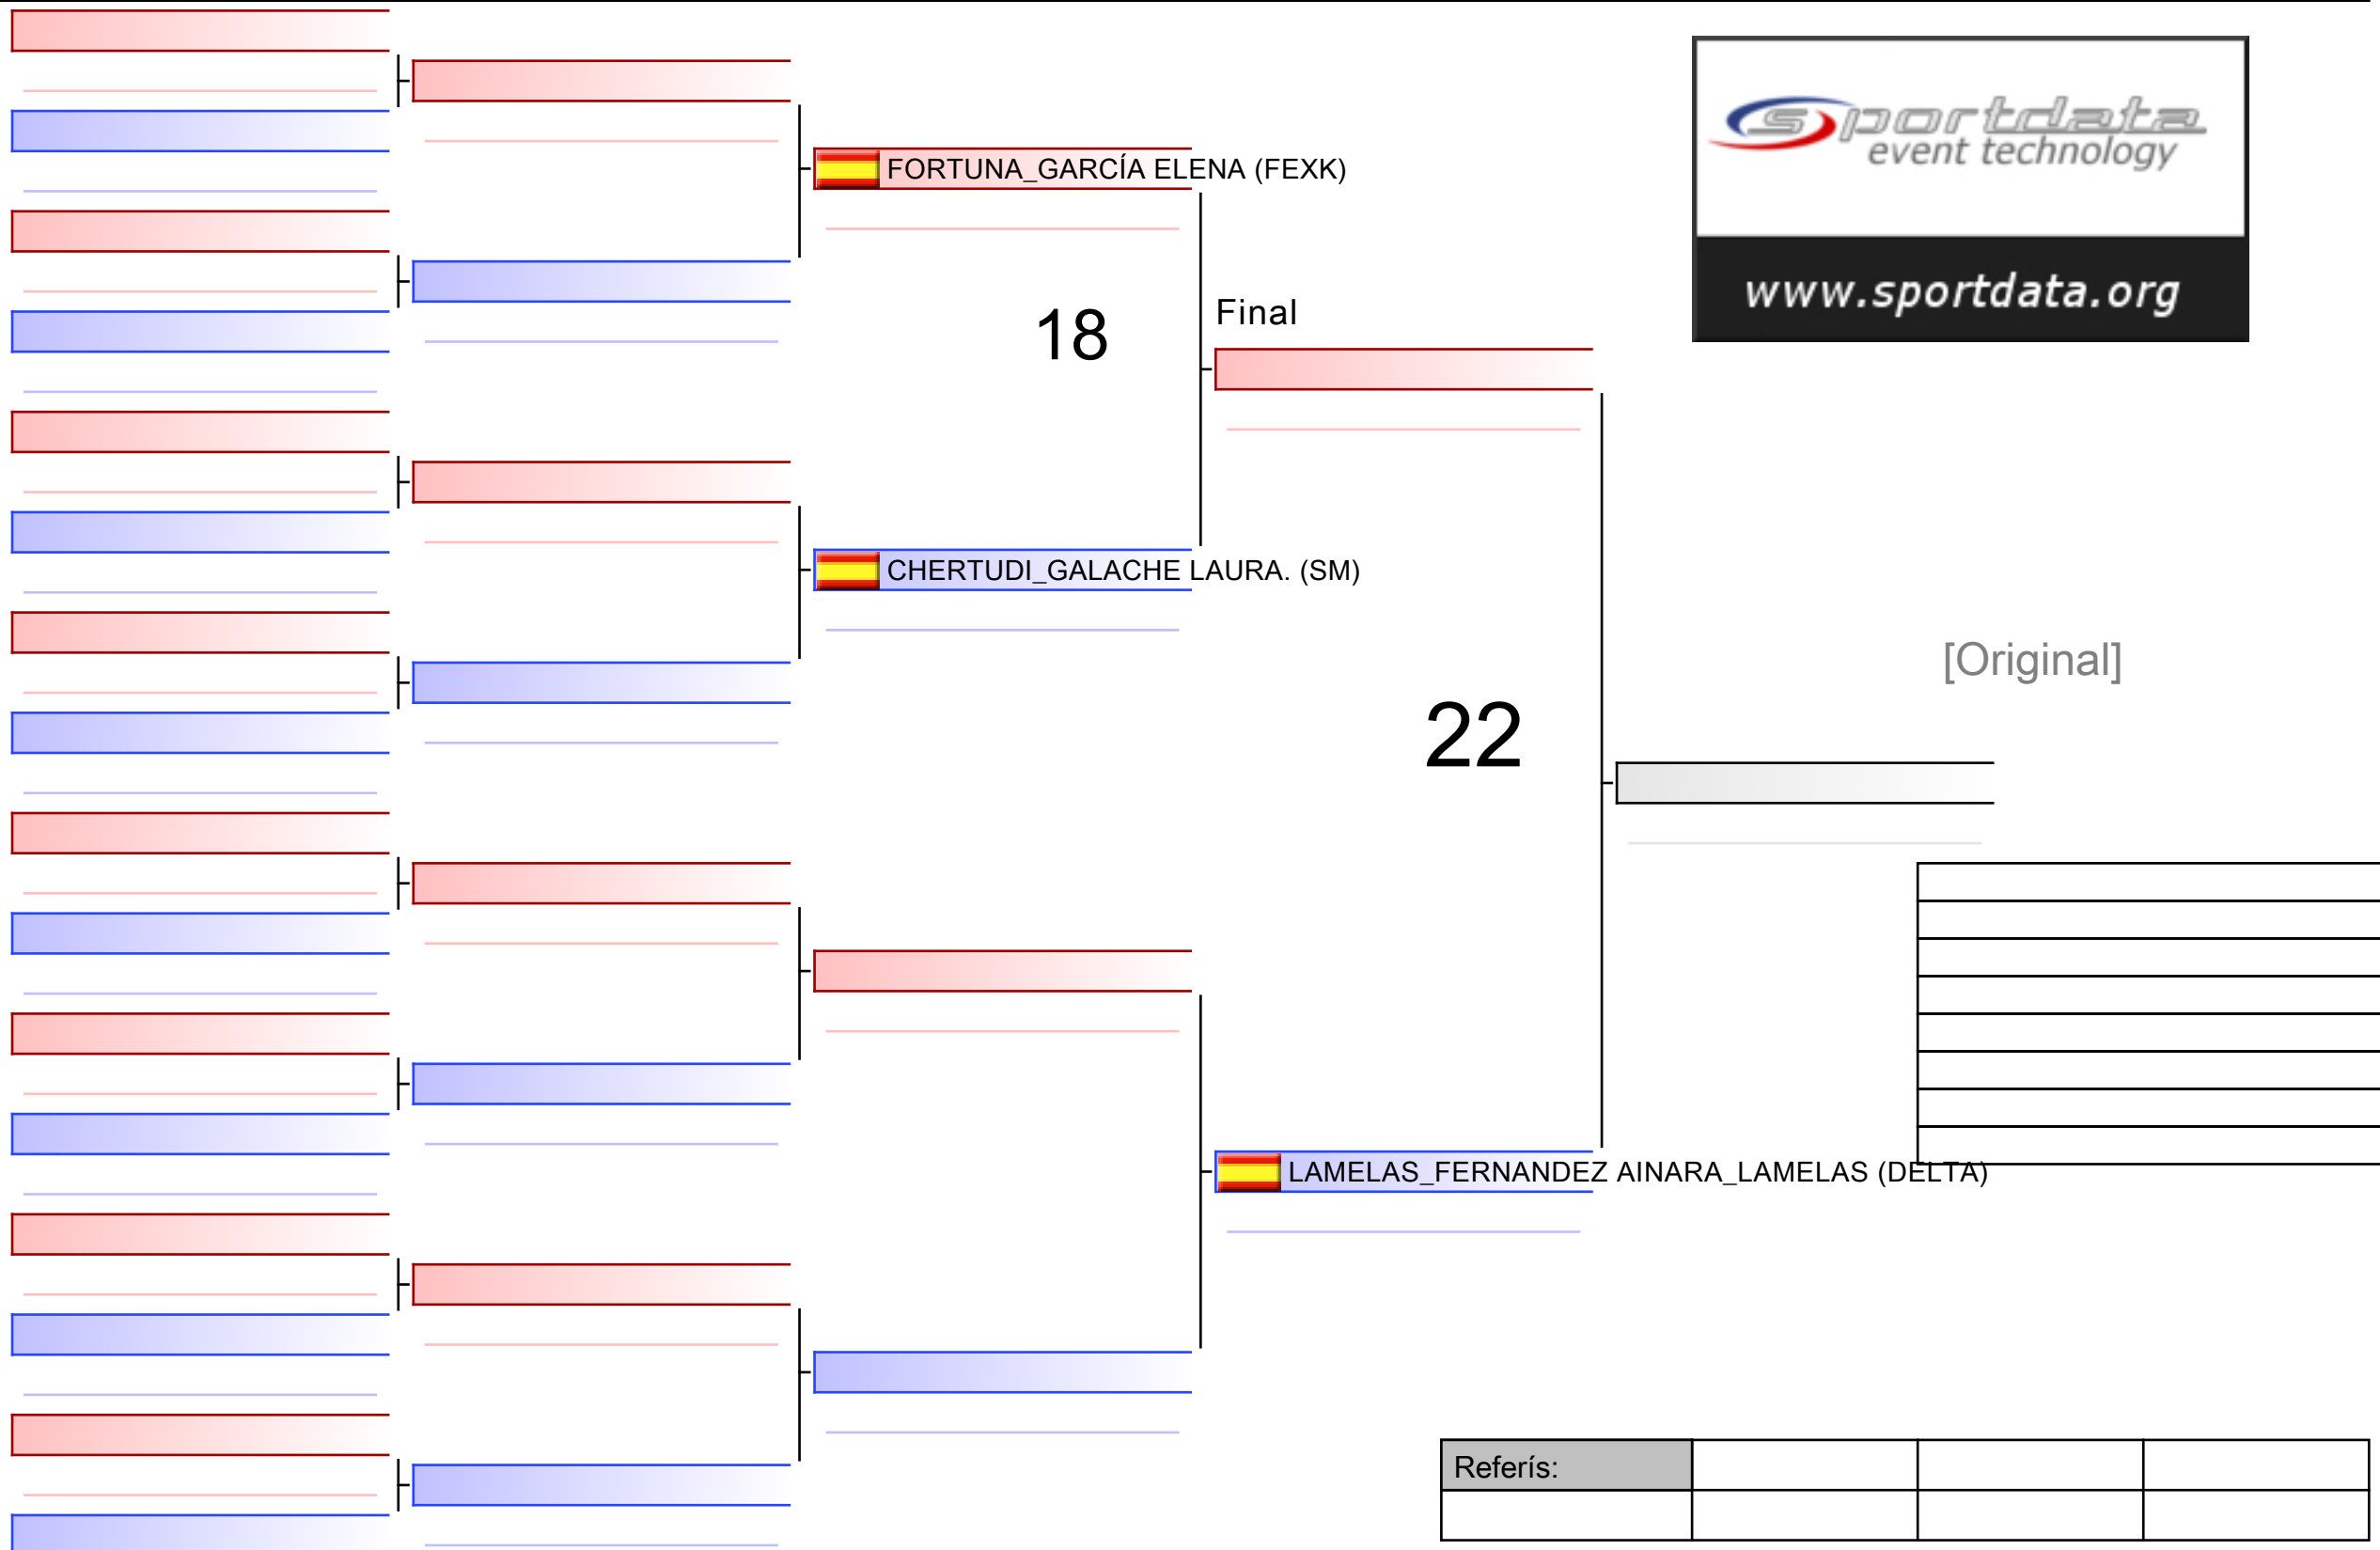 sportdata
event technology
www.sportdata.org
FORTUNA_GARCÍA ELENA (FEXK)
18
Final
CHERTUDI_GALACHE LAURA. (SM)
[Original]
22
LAMELAS_FERNANDEZ AINARA_LAMELAS (DELTA)
Referís: